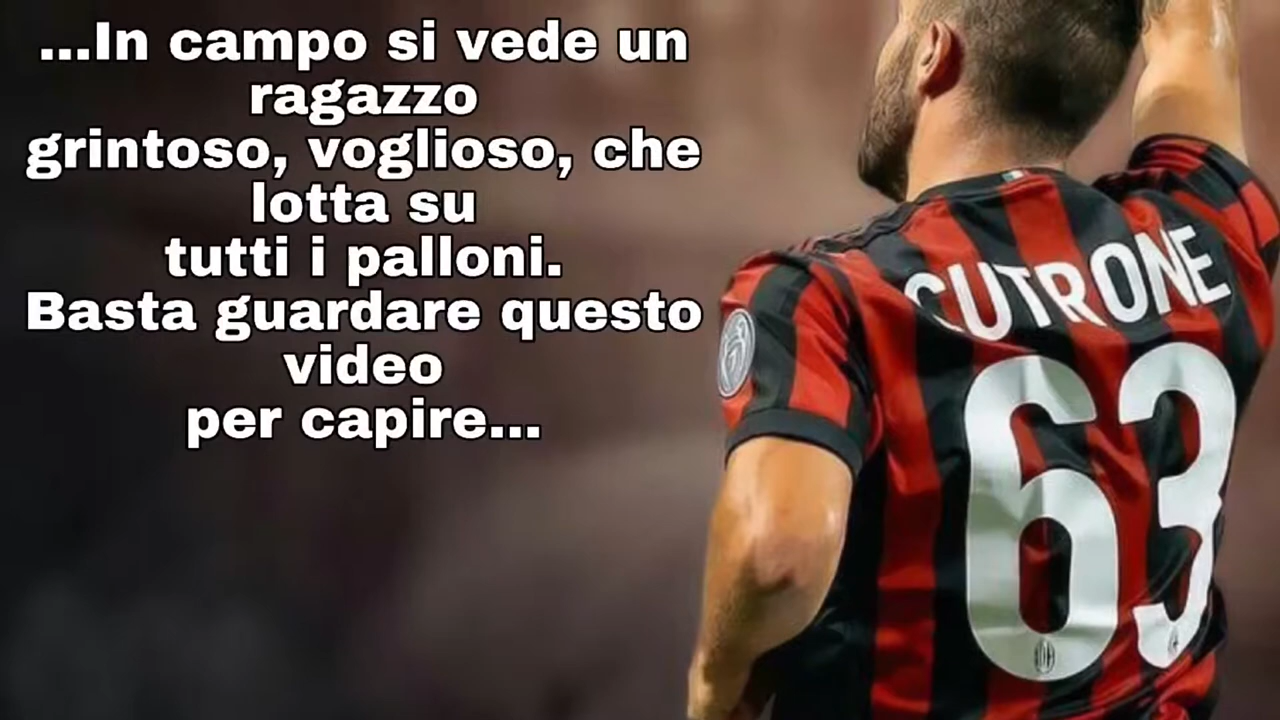 ...In campo si vede un
ragazzo
grintoso, voglioso, che
lotta su
tutti i palloni.
Basta guardare questo
video
per capire...
CUTRONE
63